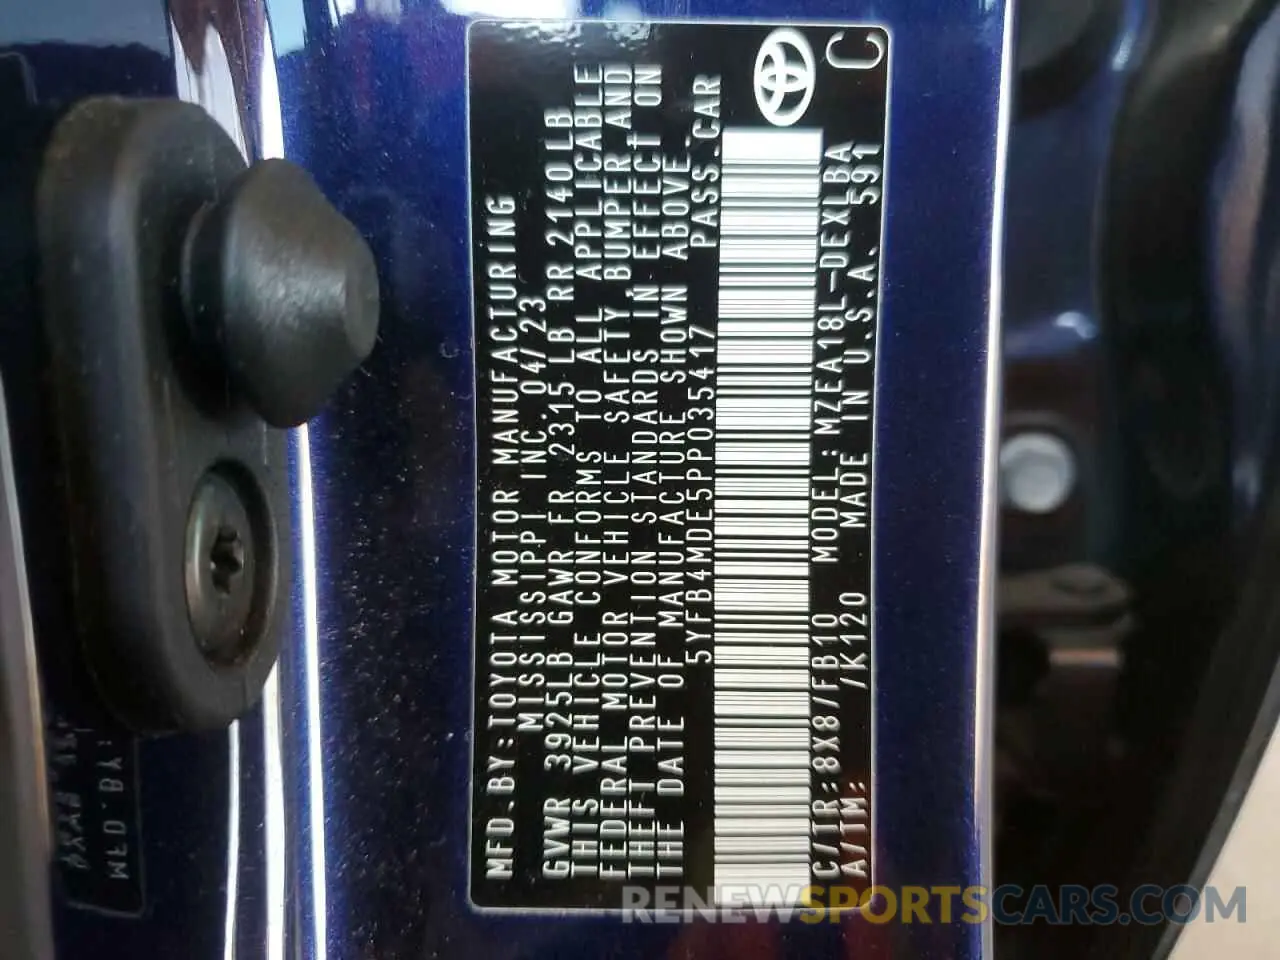 MFD.BY:TOYOTA MOTOR MANUFACTURING
MISSISSIPPI INC. 04/23
GVWR 3925LB GAWR FR 2315LB RR 2140LB
THIS VEHICLE CONFORMS TO ALL APPLICABLE
FEDERAL MOTOR VEHICLE SAFETY, BUMPER AND
THEFT PREVENTION STANDARDS IN EFFECT ON
THE DATE OF MANUFACTURE SHOWN ABOVE.
5YFB4MDE5PP035417 PASS.CAR
C/TR:8X8/FB10 MODEL:MZEA18L-DEXLBA
A/TM: /K120 MADE IN U.S.A. 591
C
RENEWSPORTSCARS.COM